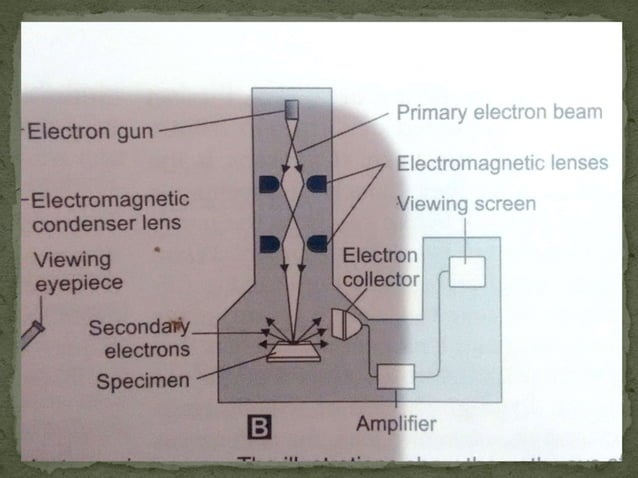 Electron gun
Primary electron beam
Electromagnetic lenses
Electromagnetic
condenser lens
Viewing screen
Viewing
eyepiece
Electron
collector
Secondary
electrons
Specimen
Amplifier
B